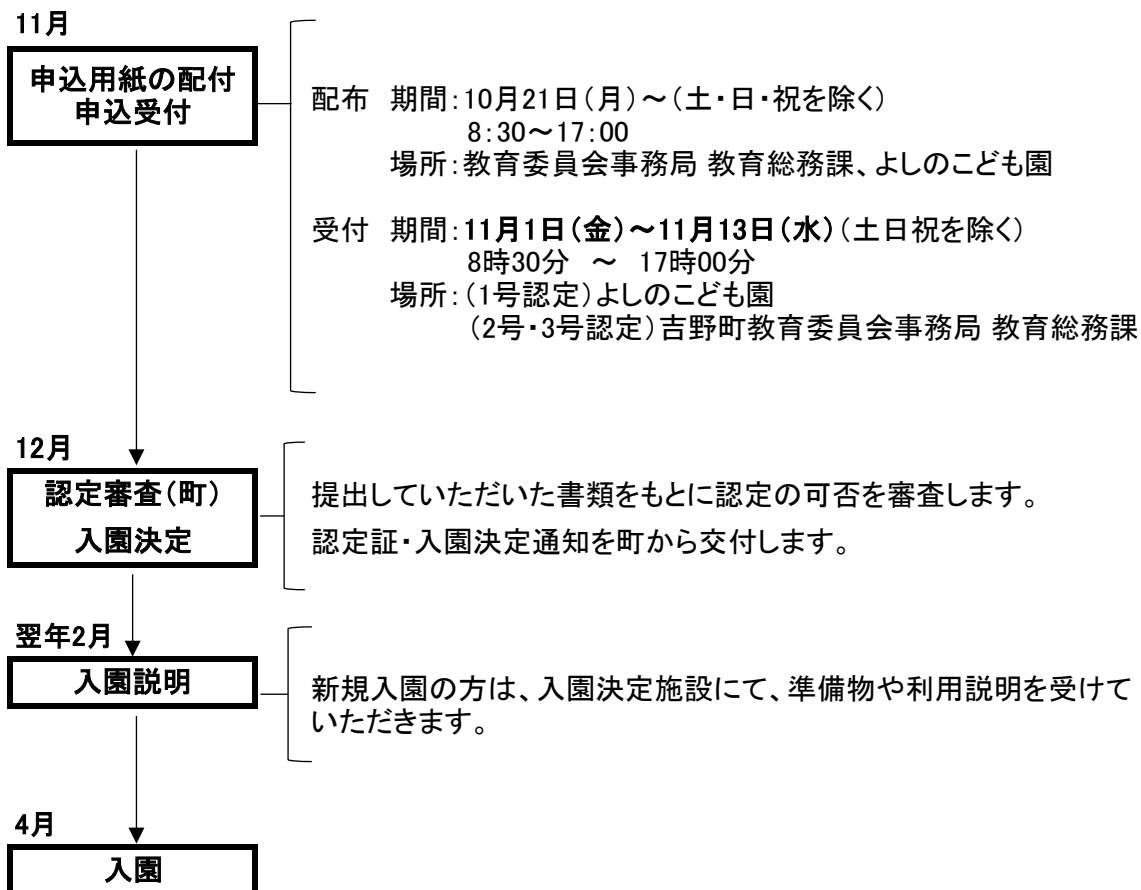 11月
申込用紙の配付
申込受付
配布 期間：10月21日（月）～（土・日・祝を除く）
8：30～17：00
場所：教育委員会事務局 教育総務課、よしのこども園
受付 期間：11月1日（金）～11月13日（水）（土日祝を除く）
8時30分 ～ 17時00分
場所：（1号認定）よしのこども園
（2号・3号認定）吉野町教育委員会事務局 教育総務課
12月
認定審査（町）
入園決定
提出していただいた書類をもとに認定の可否を審査します。
認定証・入園決定通知を町から交付します。
翌年2月
入園説明
新規入園の方は、入園決定施設にて、準備物や利用説明を受けて
いただきます。
4月
入園